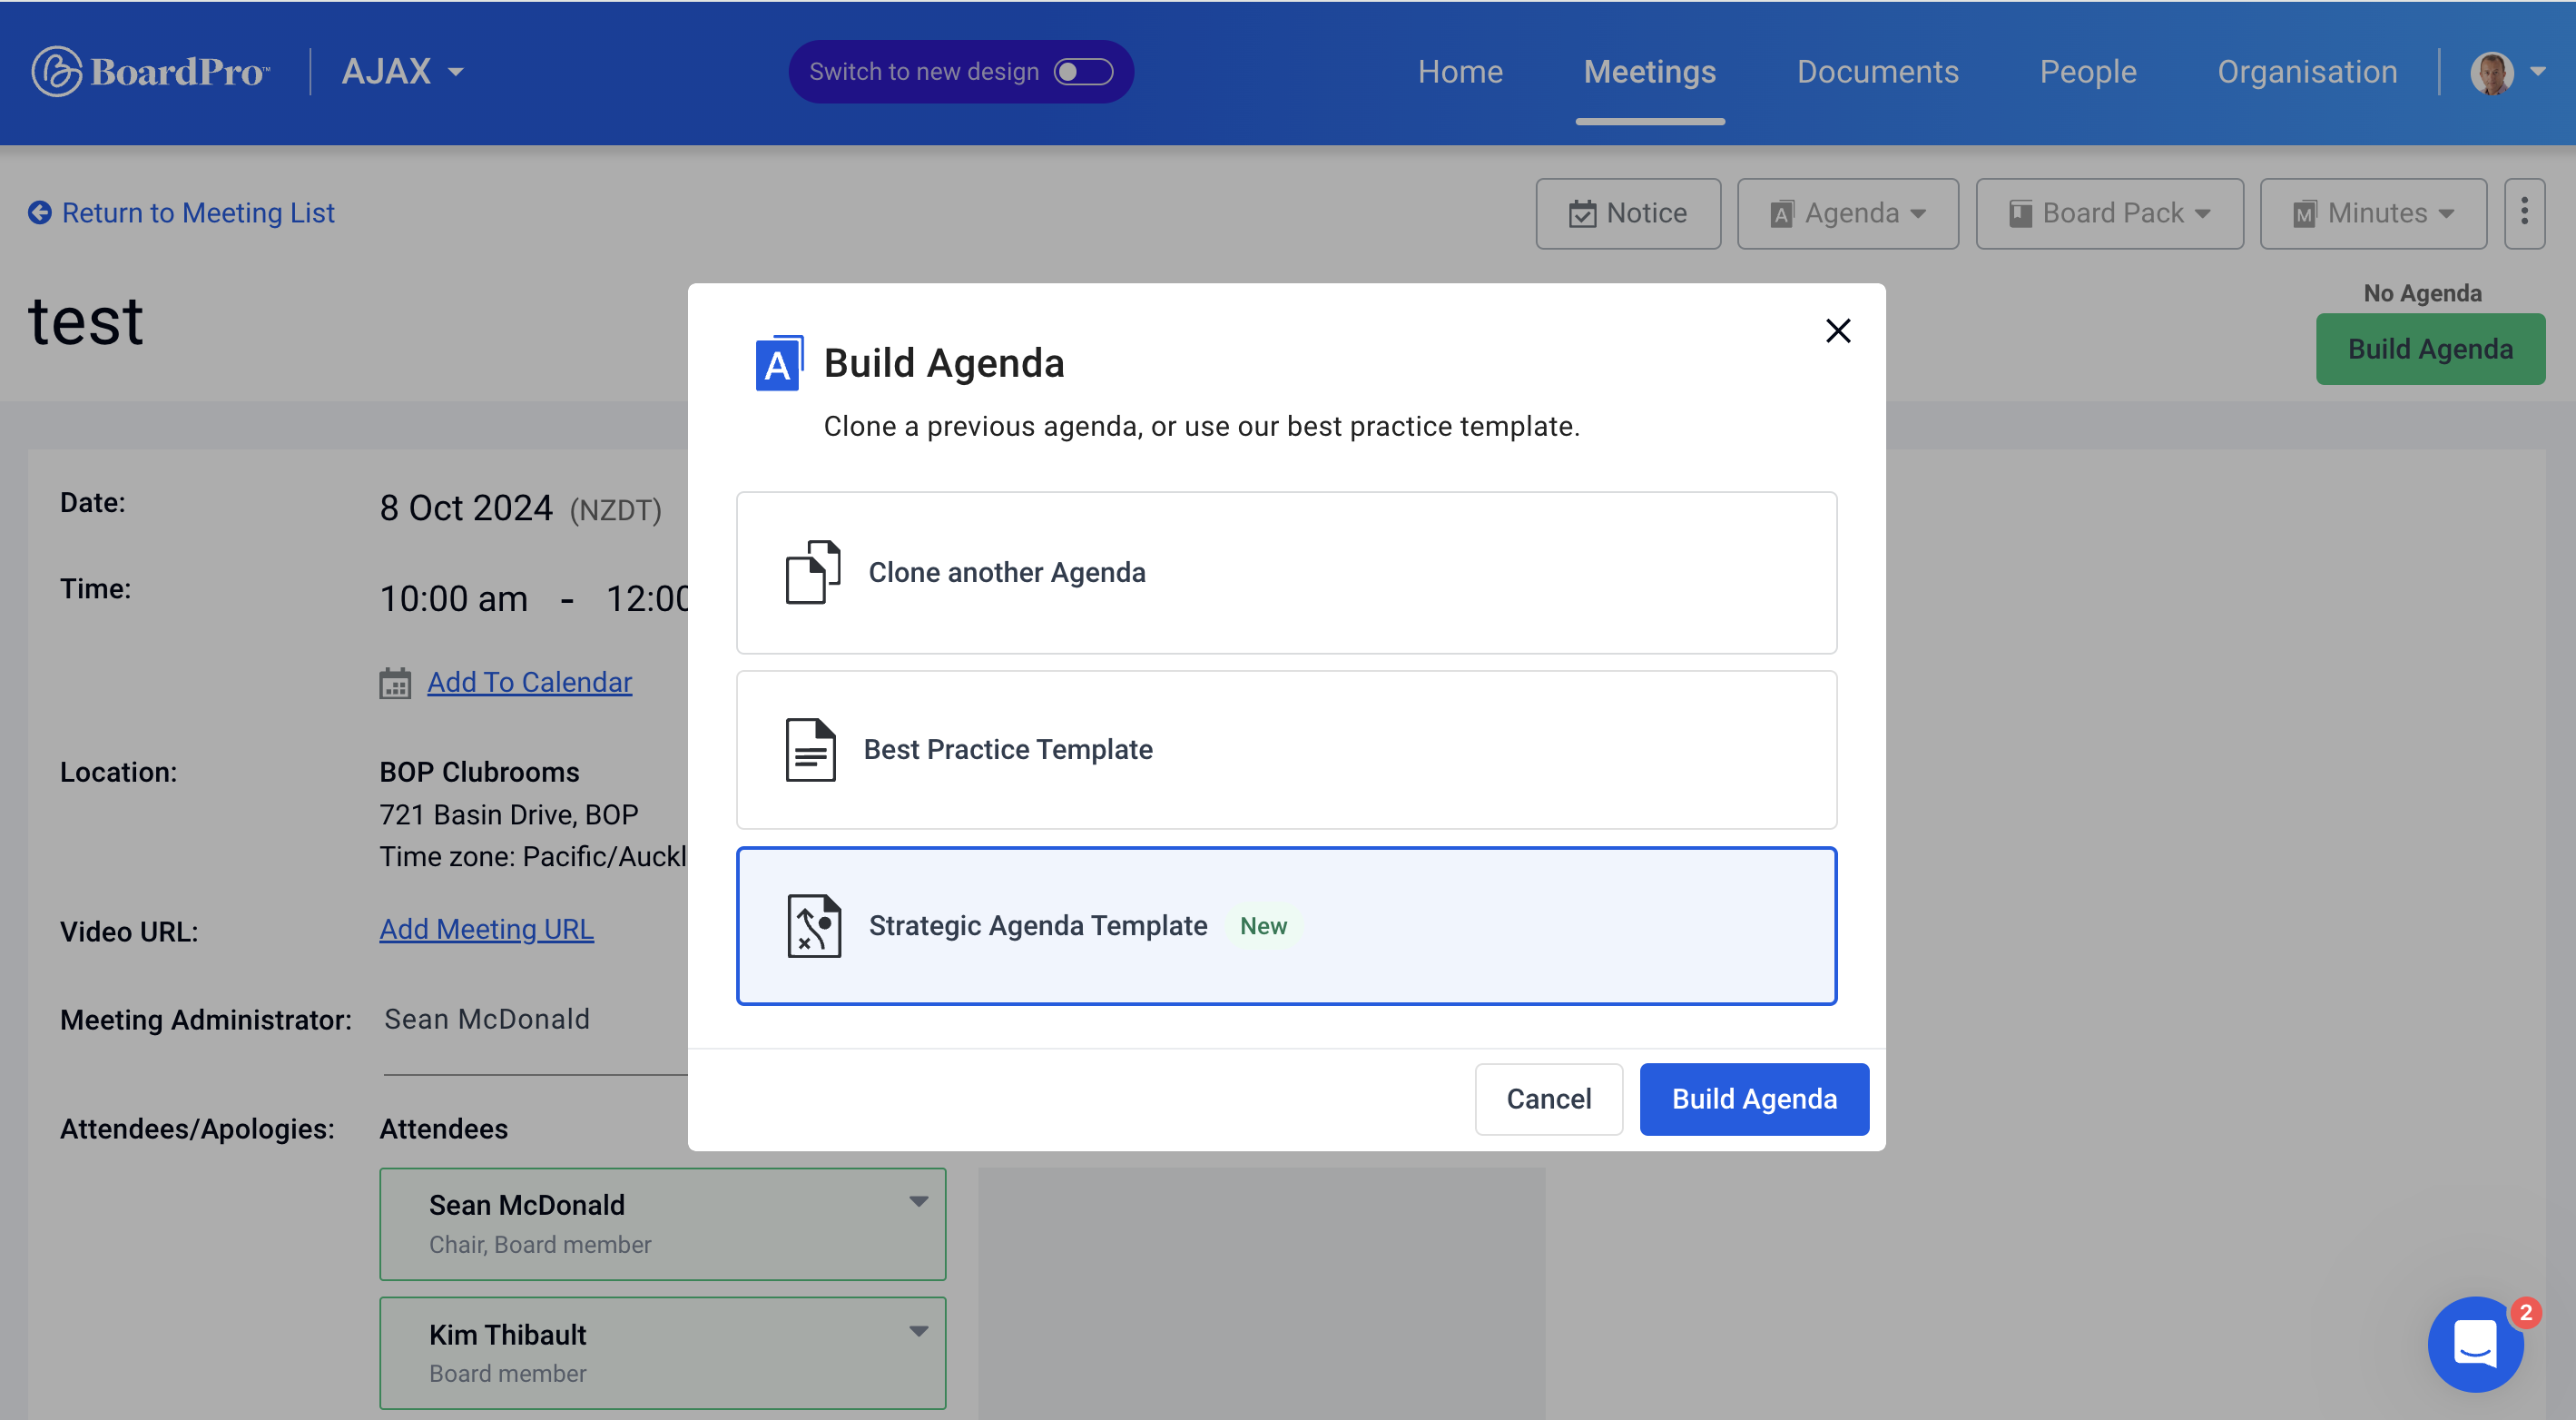 BoardPro™ AJAX Switch to new design Home Meetings Documents People Organisation
Return to Meeting List Notice A Agenda Board Pack M Minutes
test
No Agenda
Build Agenda
A Build Agenda
Clone a previous agenda, or use our best practice template.
Clone another Agenda
Best Practice Template
Strategic Agenda Template New
Cancel Build Agenda
Date: 8 Oct 2024 (NZDT)
Time: 10:00 am - 12:00
Add To Calendar
Location: BOP Clubrooms
721 Basin Drive, BOP
Time zone: Pacific/Auckl
Video URL: Add Meeting URL
Meeting Administrator: Sean McDonald
Attendees/Apologies: Attendees
Sean McDonald
Chair, Board member
Kim Thibault
Board member
2